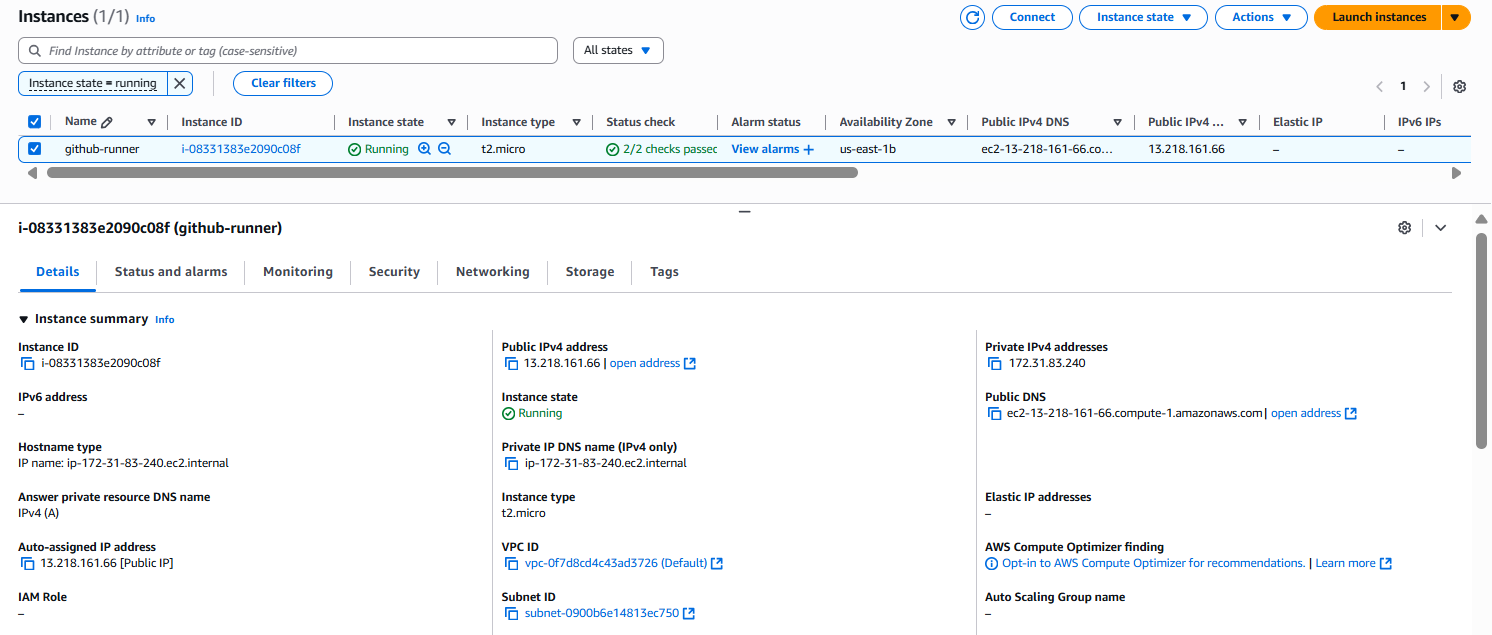 Instances (1/1) Info
Connect Instance state Actions Launch instances
Find Instance by attribute or tag (case-sensitive) All states
Instance state = running Clear filters 1
Name Instance ID Instance state Instance type Status check Alarm status Availability Zone Public IPv4 DNS Public IPv4 ... Elastic IP IPv6 IPs
github-runner i-08331383e2090c08f Running t2.micro 2/2 checks passec View alarms + us-east-1b ec2-13-218-161-66.co... 13.218.161.66 – –
i-08331383e2090c08f (github-runner)
Details Status and alarms Monitoring Security Networking Storage Tags
Instance summary Info
Instance ID Public IPv4 address Private IPv4 addresses
i-08331383e2090c08f 13.218.161.66 | open address 172.31.83.240
IPv6 address Instance state Public DNS
– Running ec2-13-218-161-66.compute-1.amazonaws.com | open address
Hostname type Private IP DNS name (IPv4 only)
IP name: ip-172-31-83-240.ec2.internal ip-172-31-83-240.ec2.internal
Answer private resource DNS name Instance type Elastic IP addresses
IPv4 (A) t2.micro –
Auto-assigned IP address VPC ID AWS Compute Optimizer finding
13.218.161.66 [Public IP] vpc-0f7d8cd4c43ad3726 (Default) Opt-in to AWS Compute Optimizer for recommendations. | Learn more
IAM Role Subnet ID Auto Scaling Group name
– subnet-0900b6e14813ec750 –